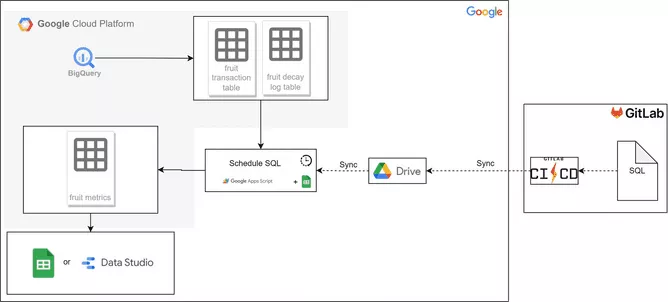 Google
Google Cloud Platform
BigQuery
fruit
transaction
table
fruit decay
log table
GitLab
Schedule SQL
Google Apps Script
+
Sync
Drive
Sync
GITLAB
CI/CD
SQL
fruit metrics
or
Data Studio